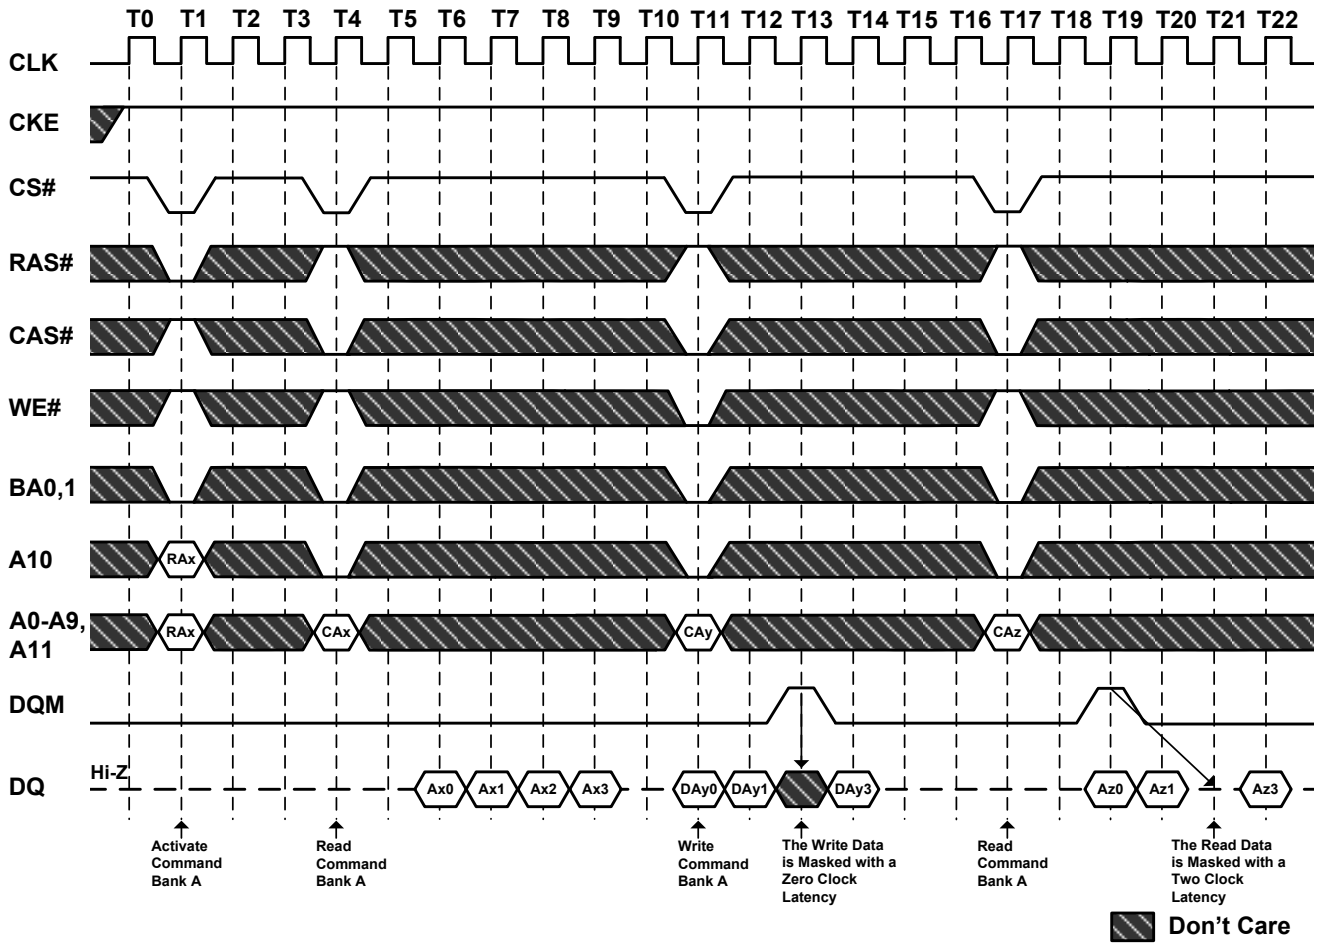 T0 T1 T2 T3 T4 T5 T6 T7 T8 T9 T10 T11 T12 T13 T14 T15 T16 T17 T18 T19 T20 T21 T22
CLK
CKE
CS#
RAS#
CAS#
WE#
BA0,1
A10 RAx
A0-A9,
A11
RAx CAx CAy CAz
DQM
DQ Hi-Z Ax0 Ax1 Ax2 Ax3 DAy0 DAy1 DAy3 Az0 Az1 Az3
Activate
Command
Bank A
Read
Command
Bank A
Write
Command
Bank A
The Write Data
is Masked with a
Zero Clock
Latency
Read
Command
Bank A
The Read Data
is Masked with a
Two Clock
Latency
Don't Care